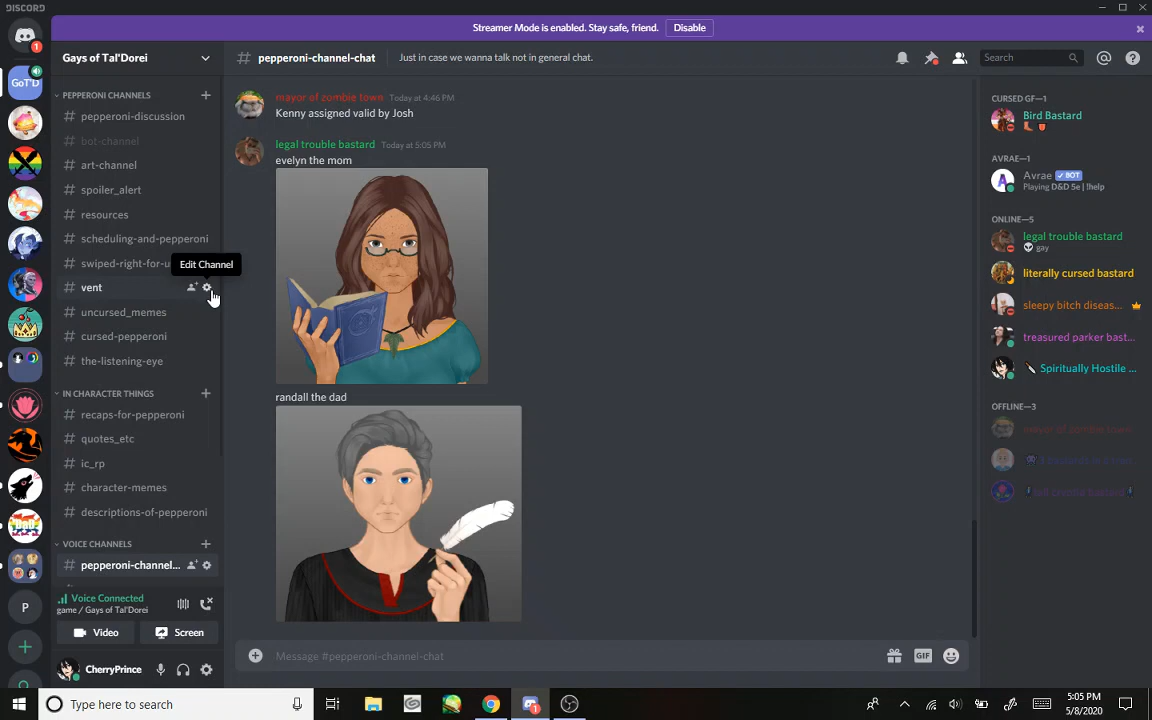 DISCORD
Streamer Mode is enabled. Stay safe, friend. Disable
1
GoT'D
Gays of Tal'Dorei
# pepperoni-channel-chat Just in case we wanna talk not in general chat.
Search
PEPPERONI CHANNELS
# pepperoni-discussion
# bot-channel
# art-channel
# spoiler_alert
# resources
# scheduling-and-pepperoni
# swiped-right-for-u
Edit Channel
# vent
# uncursed_memes
# cursed-pepperoni
# the-listening-eye
IN CHARACTER THINGS
# recaps-for-pepperoni
# quotes_etc
# ic_rp
# character-memes
# descriptions-of-pepperoni
VOICE CHANNELS
# pepperoni-channel...
Voice Connected
game / Gays of Tal'Dorei
Video
Screen
P
CherryPrince
mayor of zombie town Today at 4:46 PM
Kenny assigned valid by Josh
legal trouble bastard Today at 5:05 PM
evelyn the mom
randall the dad
Message #pepperoni-channel-chat
GIF
CURSED GF—1
Bird Bastard
AVRAE—1
A
Avrae ✓BOT
Playing D&D 5e | !help
ONLINE—5
legal trouble bastard
gay
literally cursed bastard
sleepy bitch diseas...
treasured parker bast...
Spiritually Hostile ...
OFFLINE—3
mayor of zombie town
Type here to search
1
5:05 PM
5/8/2020